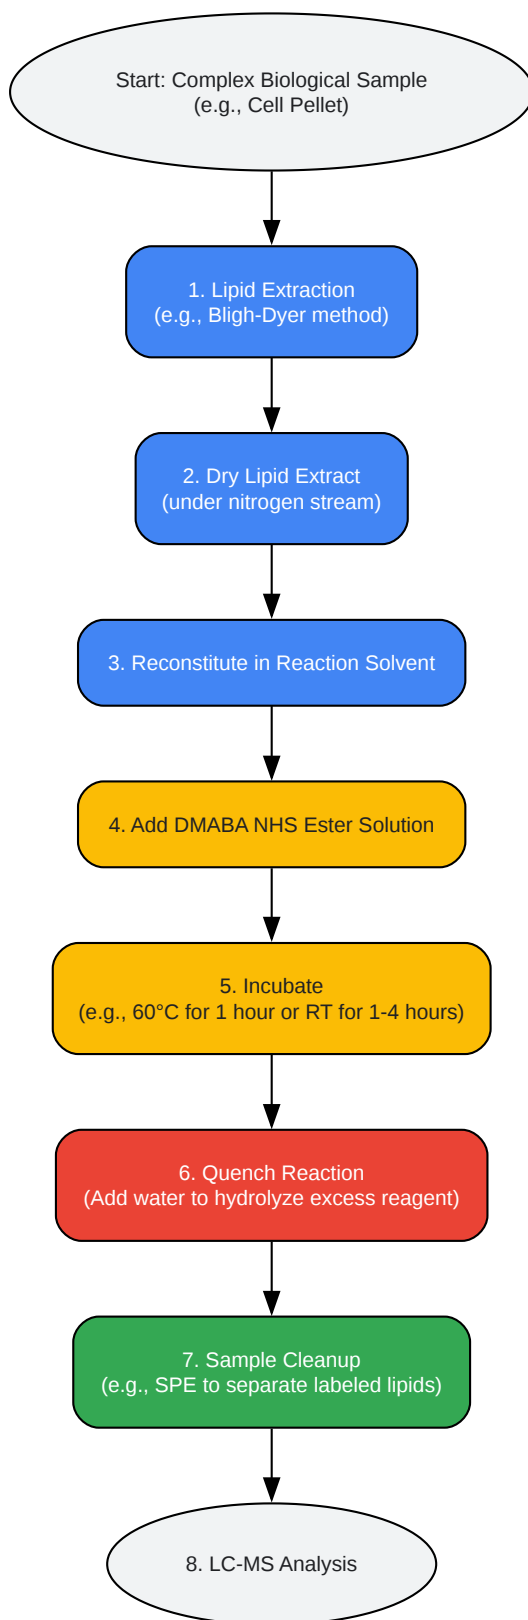 Start: Complex Biological Sample
(e.g., Cell Pellet)
1. Lipid Extraction
(e.g., Bligh-Dyer method)
2. Dry Lipid Extract
(under nitrogen stream)
3. Reconstitute in Reaction Solvent
4. Add DMABA NHS Ester Solution
5. Incubate
(e.g., 60°C for 1 hour or RT for 1-4 hours)
6. Quench Reaction
(Add water to hydrolyze excess reagent)
7. Sample Cleanup
(e.g., SPE to separate labeled lipids)
8. LC-MS Analysis